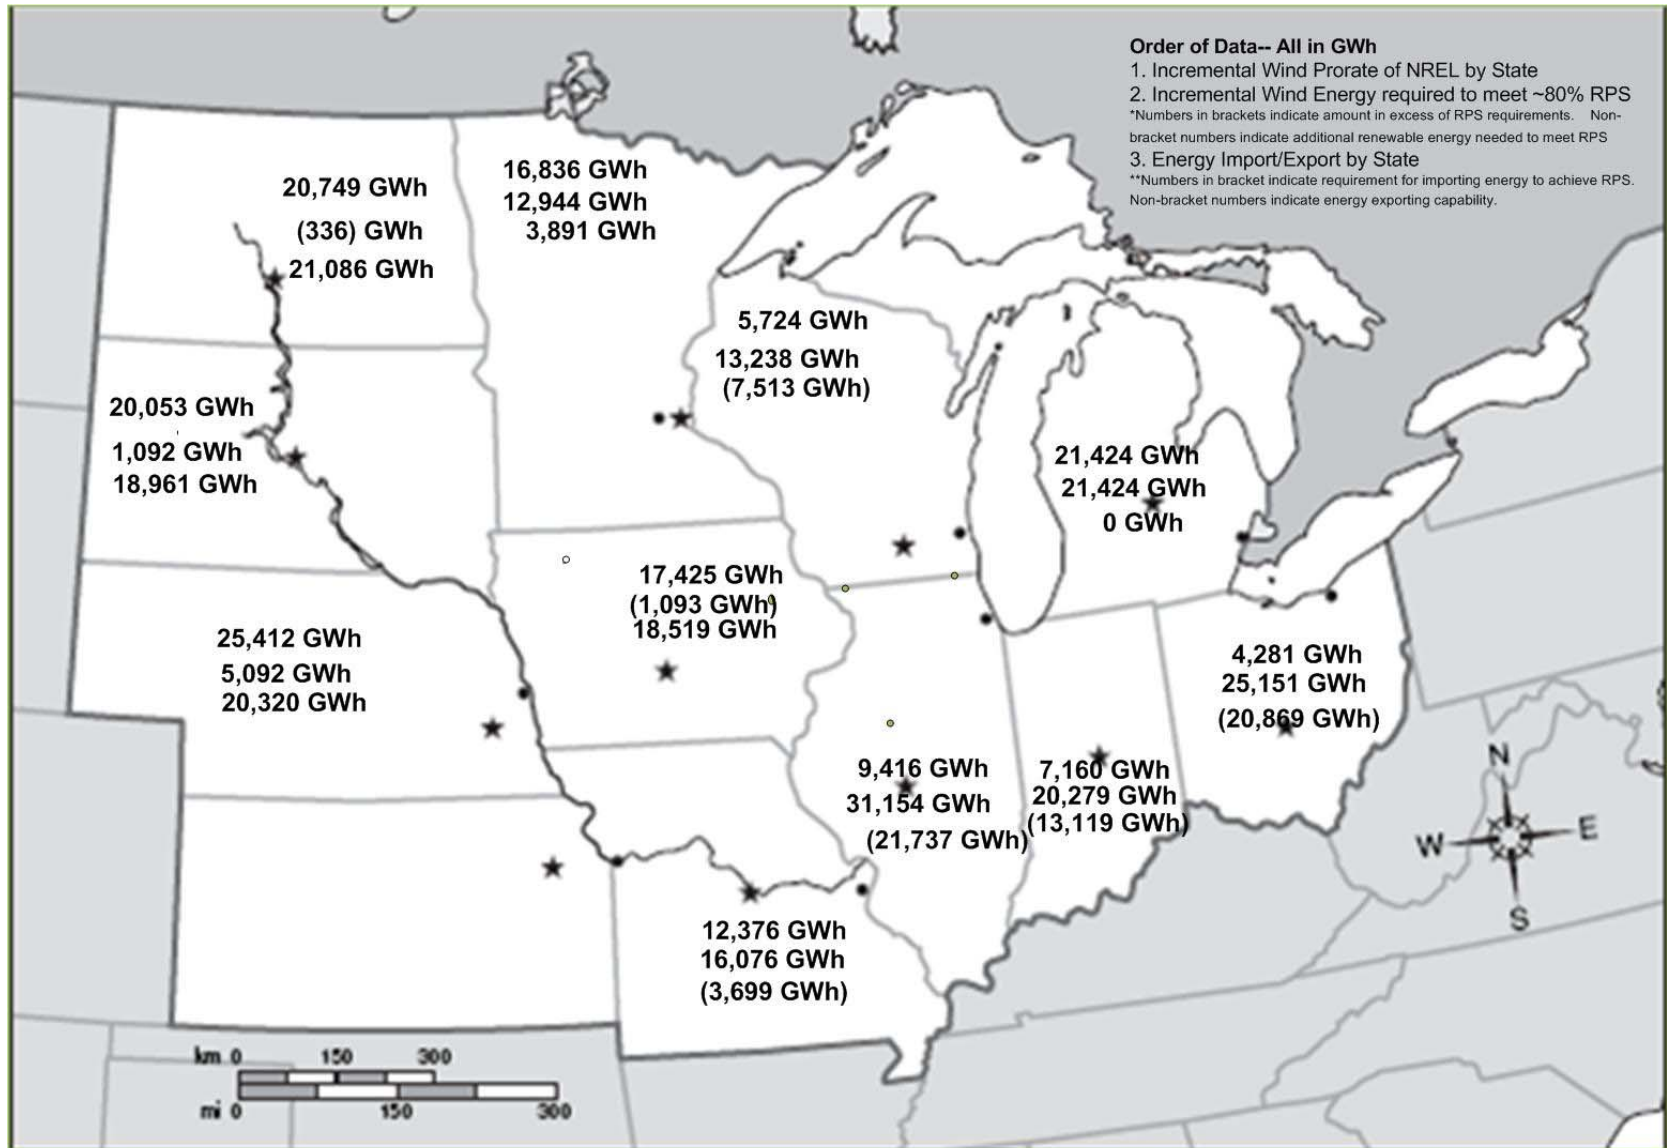 Order of Data-- All in GWh
1. Incremental Wind Prorate of NREL by State
2. Incremental Wind Energy required to meet ~80% RPS
*Numbers in brackets indicate amount in excess of RPS requirements. Non-
bracket numbers indicate additional renewable energy needed to meet RPS
3. Energy Import/Export by State
**Numbers in bracket indicate requirement for importing energy to achieve RPS.
Non-bracket numbers indicate energy exporting capability.
20,749 GWh
(336) GWh
21,086 GWh
16,836 GWh
12,944 GWh
3,891 GWh
5,724 GWh
13,238 GWh
(7,513 GWh)
20,053 GWh
1,092 GWh
18,961 GWh
21,424 GWh
21,424 GWh
0 GWh
17,425 GWh
(1,093 GWh)
18,519 GWh
25,412 GWh
5,092 GWh
20,320 GWh
4,281 GWh
25,151 GWh
(20,869 GWh)
9,416 GWh
31,154 GWh
(21,737 GWh)
7,160 GWh
20,279 GWh
(13,119 GWh)
12,376 GWh
16,076 GWh
(3,699 GWh)
N
W E
S
km 0 150 300
mi 0 150 300